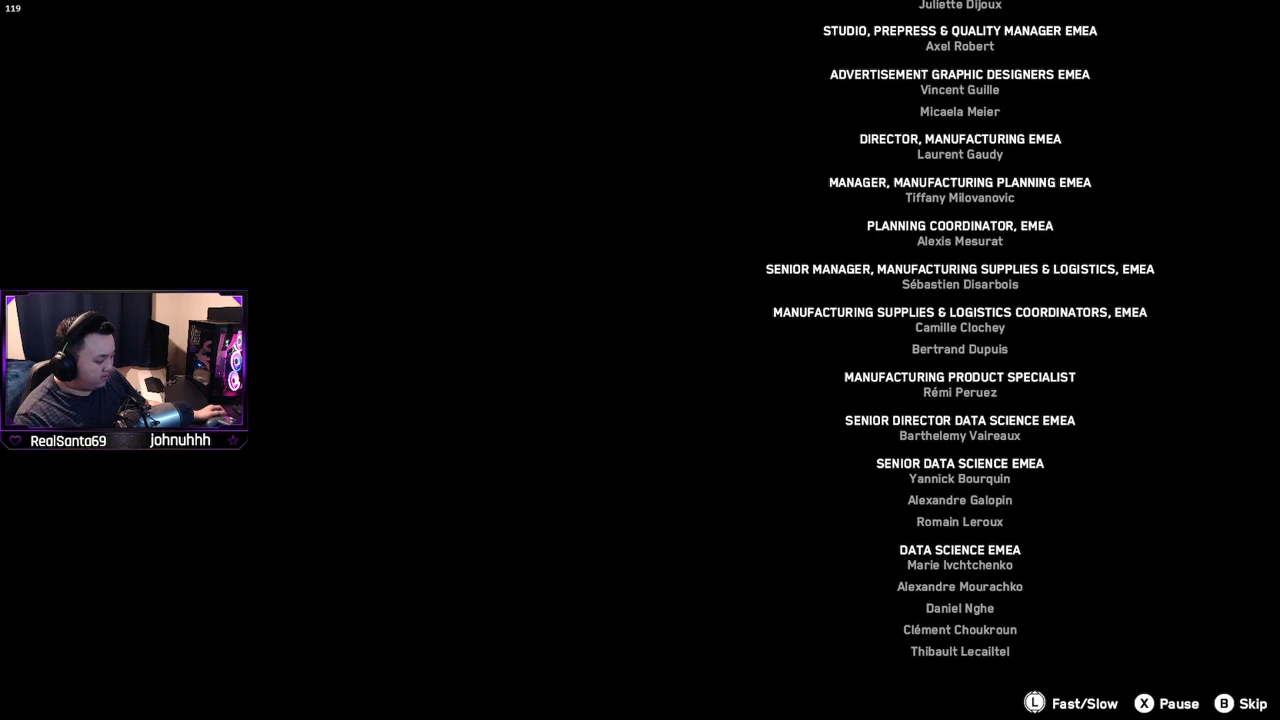 119
Juliette Dijoux
STUDIO, PREPRESS & QUALITY MANAGER EMEA
Axel Robert
ADVERTISEMENT GRAPHIC DESIGNERS EMEA
Vincent Guille
Micaela Meier
DIRECTOR, MANUFACTURING EMEA
Laurent Gaudy
MANAGER, MANUFACTURING PLANNING EMEA
Tiffany Milovanovic
PLANNING COORDINATOR, EMEA
Alexis Mesurat
SENIOR MANAGER, MANUFACTURING SUPPLIES & LOGISTICS, EMEA
Sébastien Disarbois
MANUFACTURING SUPPLIES & LOGISTICS COORDINATORS, EMEA
Camille Clochey
Bertrand Dupuis
MANUFACTURING PRODUCT SPECIALIST
Rémi Peruez
SENIOR DIRECTOR DATA SCIENCE EMEA
Barthelemy Vaireaux
SENIOR DATA SCIENCE EMEA
Yannick Bourquin
Alexandre Galopin
Romain Leroux
DATA SCIENCE EMEA
Marie Ivchtchenko
Alexandre Mourachko
Daniel Nghe
Clément Choukroun
Thibault Lecailtel
RealSanta69 johnuhhh
L Fast/Slow X Pause B Skip